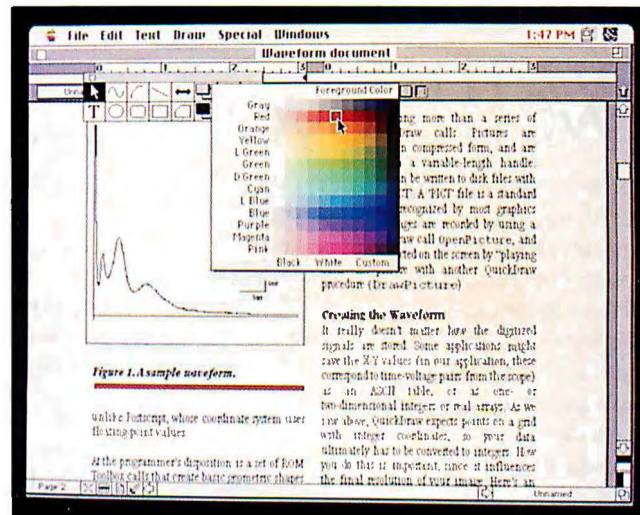 File Edit Text Draw Special Windows 1:47 PM
Waveform document
0 1 2 3 0 1 2 3
Foreground Color
Gray
Red
Orange
Yellow
L Green
Green
D Green
Cyan
L Blue
Blue
Purple
Magenta
Pink
Black White Custom
T
Figure 1. A sample waveform.
unlike Postscript, whose coordinate system uses
floating-point values.
At the programmer's disposition is a set of ROM
Toolbox calls that create basic geometric shapes
more than a series of
calls. Pictures are
compressed form, and are
a variable-length handle.
be written to disk files with
A 'PICT' file is a standard
recognized by most graphics
are recorded by using a
call OpenPicture, and
on the screen by "playing
with another QuickDraw
procedure (DrawPicture)
Creating the Waveform
It really doesn't matter how the digitized
signals are stored. Some applications might
save the X-Y values (in our application, these
correspond to time-voltage pairs from the scope)
as an ASCII table, or as one- or
two-dimensional integer or real arrays. As we
saw above, QuickDraw expects points on a grid
with integer coordinates, so your data
ultimately has to be converted to integers. How
you do this is important, since it influences
the final resolution of your image. Here's an
Page 2
Unnamed